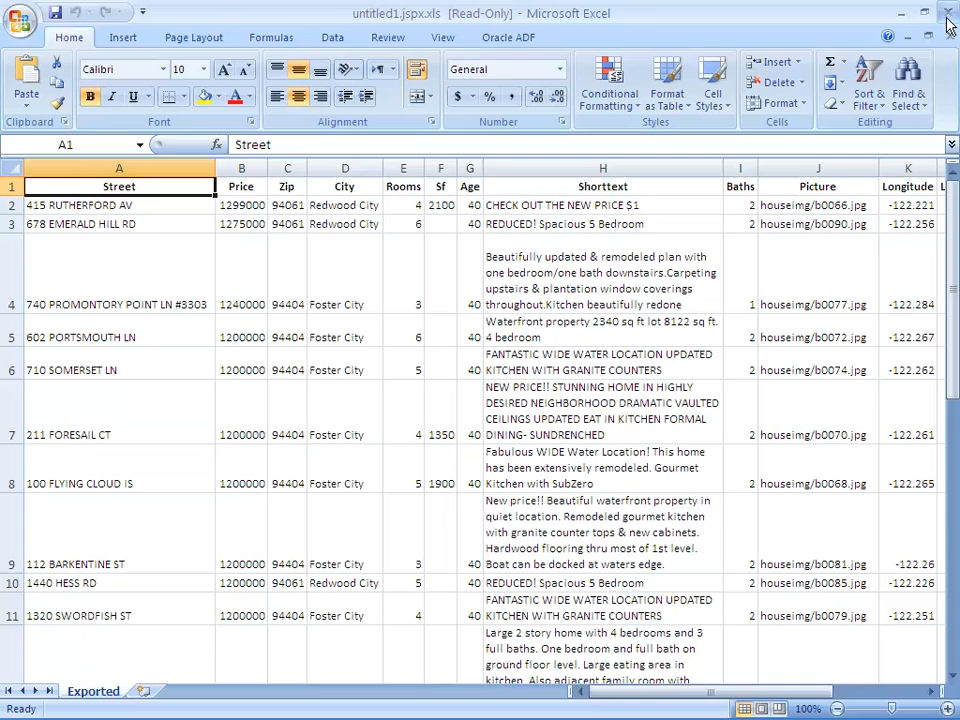 untitled1.jspx.xls [Read-Only] - Microsoft Excel
Home Insert Page Layout Formulas Data Review View Oracle ADF
Paste
Clipboard
Calibri 10
B I U A A A
Font
Alignment
General
$ % ,
Number
Conditional Formatting
Format as Table
Cell Styles
Styles
Insert
Delete
Format
Cells
Σ
Sort & Filter
Find & Select
Editing
A1 fx Street
A B C D E F G H I J K
1 Street Price Zip City Rooms Sf Age Shorttext Baths Picture Longitude L
2 415 RUTHERFORD AV 1299000 94061 Redwood City 4 2100 40 CHECK OUT THE NEW PRICE $1 2 houseimg/b0066.jpg -122.221
3 678 EMERALD HILL RD 1275000 94061 Redwood City 6 40 REDUCED! Spacious 5 Bedroom 2 houseimg/b0090.jpg -122.256
Beautifully updated & remodeled plan with
one bedroom/one bath downstairs.Carpeting
upstairs & plantation window coverings
4 740 PROMONTORY POINT LN #3303 1240000 94404 Foster City 3 40 throughout.Kitchen beautifully redone 1 houseimg/b0077.jpg -122.284
Waterfront property 2340 sq ft lot 8122 sq ft.
5 602 PORTSMOUTH LN 1200000 94404 Foster City 6 40 4 bedroom 2 houseimg/b0072.jpg -122.267
FANTASTIC WIDE WATER LOCATION UPDATED
6 710 SOMERSET LN 1200000 94404 Foster City 5 40 KITCHEN WITH GRANITE COUNTERS 2 houseimg/b0074.jpg -122.262
NEW PRICE!! STUNNING HOME IN HIGHLY
DESIRED NEIGHBORHOOD DRAMATIC VAULTED
CEILINGS UPDATED EAT IN KITCHEN FORMAL
7 211 FORESAIL CT 1200000 94404 Foster City 4 1350 40 DINING- SUNDRENCHED 2 houseimg/b0070.jpg -122.261
Fabulous WIDE Water Location! This home
has been extensively remodeled. Gourmet
8 100 FLYING CLOUD IS 1200000 94404 Foster City 5 1900 40 Kitchen with SubZero 2 houseimg/b0068.jpg -122.265
New price!! Beautiful waterfront property in
quiet location. Remodeled gourmet kitchen
with granite counter tops & new cabinets.
Hardwood flooring thru most of 1st level.
9 112 BARKENTINE ST 1200000 94404 Foster City 3 40 Boat can be docked at waters edge. 2 houseimg/b0081.jpg -122.26
10 1440 HESS RD 1200000 94061 Redwood City 5 40 REDUCED! Spacious 5 Bedroom 2 houseimg/b0085.jpg -122.226
FANTASTIC WIDE WATER LOCATION UPDATED
11 1320 SWORDFISH ST 1200000 94404 Foster City 4 40 KITCHEN WITH GRANITE COUNTERS 2 houseimg/b0079.jpg -122.251
Large 2 story home with 4 bedrooms and 3
full baths. One bedroom and full bath on
ground floor level. Large eating area in
kitchen. Also adjacent family room with
Exported
Ready 100%